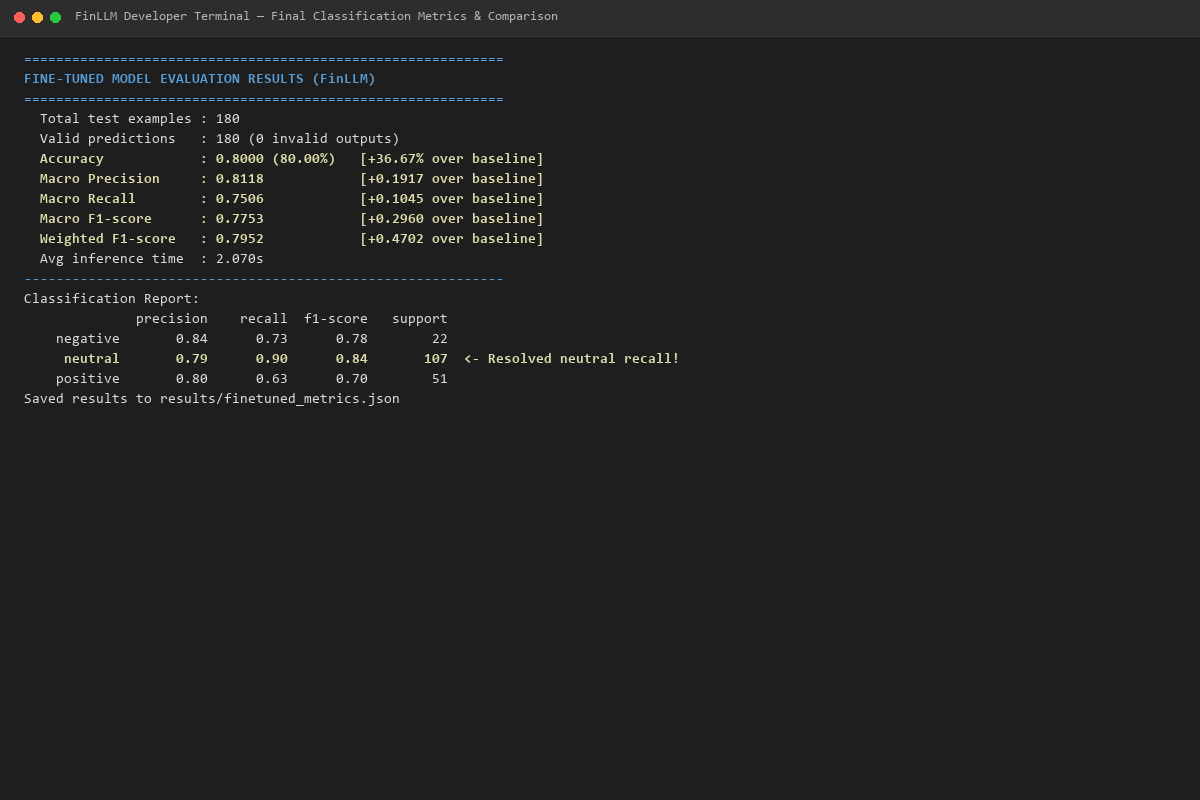 FinLLM Developer Terminal — Final Classification Metrics & Comparison
============================================================
FINE-TUNED MODEL EVALUATION RESULTS (FinLLM)
============================================================
Total test examples : 180
Valid predictions : 180 (0 invalid outputs)
Accuracy : 0.8000 (80.00%) [+36.67% over baseline]
Macro Precision : 0.8118 [+0.1917 over baseline]
Macro Recall : 0.7506 [+0.1045 over baseline]
Macro F1-score : 0.7753 [+0.2960 over baseline]
Weighted F1-score : 0.7952 [+0.4702 over baseline]
Avg inference time : 2.070s
------------------------------------------------------------
Classification Report:
precision recall f1-score support
negative 0.84 0.73 0.78 22
neutral 0.79 0.90 0.84 107 <- Resolved neutral recall!
positive 0.80 0.63 0.70 51
Saved results to results/finetuned_metrics.json